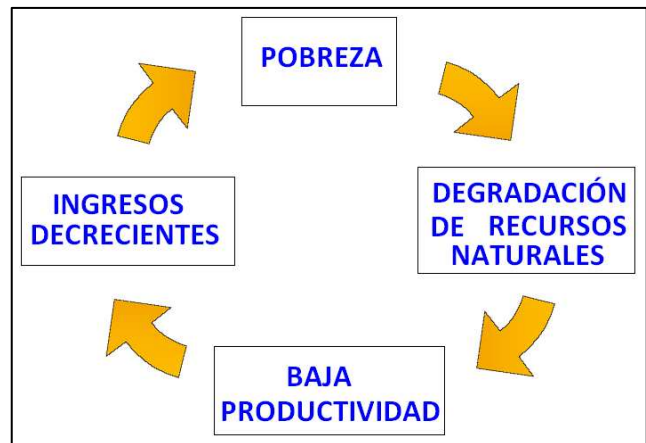 POBREZA
DEGRADACIÓN
DE RECURSOS
NATURALES
BAJA
PRODUCTIVIDAD
INGRESOS
DECRECIENTES